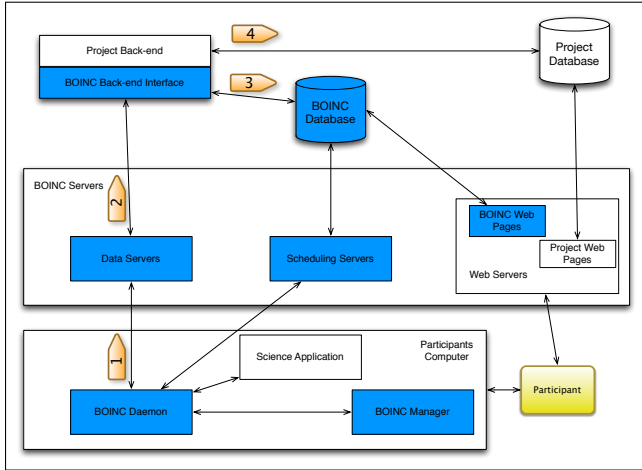 4
Project Back-end
Project
Database
BOINC Back-end Interface
3
BOINC
Database
BOINC Servers
2
BOINC Web
Pages
Data Servers
Scheduling Servers
Project Web
Pages
Web Servers
1
Participants
Computer
Science Application
Participant
BOINC Daemon
BOINC Manager